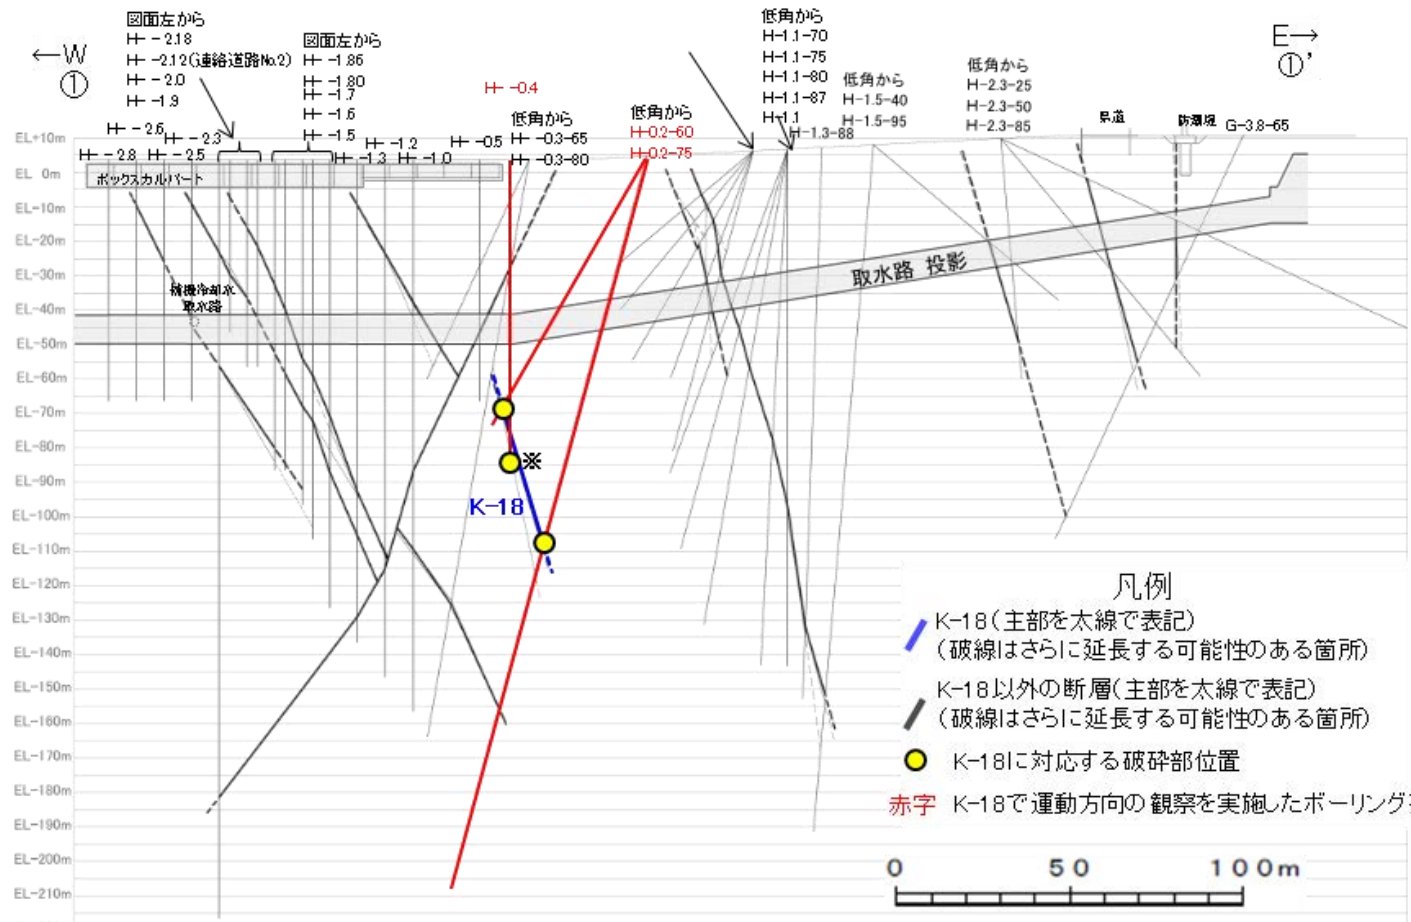 ←W
①
図面左から
H- -2.18
H- -2.12(連絡道路No.2)
H- -2.0
H- -1.9
図面左から
H- -1.86
H- -1.80
H- -1.7
H- -1.6
H- -1.5
H- -0.4
低角から
H- -0.3-65
H- -0.3-80
低角から
H-0.2-60
H-0.2-75
低角から
H-1.1-70
H-1.1-75
H-1.1-80
H-1.1-87
H-1.1
H-1.3-88
低角から
H-1.5-40
H-1.5-95
低角から
H-2.3-25
H-2.3-50
H-2.3-85
県道
防潮堤
G-3.8-65
E→
①’
H- -2.6
H- -2.3
H- -2.8
H- -2.5
H- -1.3
H- -1.2
H- -1.0
H- -0.5
ボックスカルバート
補機冷却水
取水路
取水路 投影
EL+10m
EL 0m
EL-10m
EL-20m
EL-30m
EL-40m
EL-50m
EL-60m
EL-70m
EL-80m
EL-90m
EL-100m
EL-110m
EL-120m
EL-130m
EL-140m
EL-150m
EL-160m
EL-170m
EL-180m
EL-190m
EL-200m
EL-210m
※
K-18
凡例
K-18(主部を太線で表記)
(破線はさらに延長する可能性のある箇所)
K-18以外の断層(主部を太線で表記)
(破線はさらに延長する可能性のある箇所)
K-18に対応する破砕部位置
赤字 K-18で運動方向の観察を実施したボーリング
0 50 100m